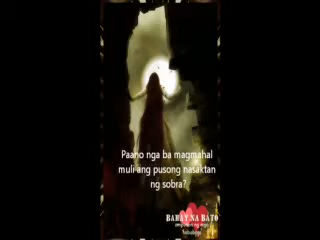 Paano nga ba magmahal
muli ang pusong nasaktan
ng sobra?
BAHAY NA BATO